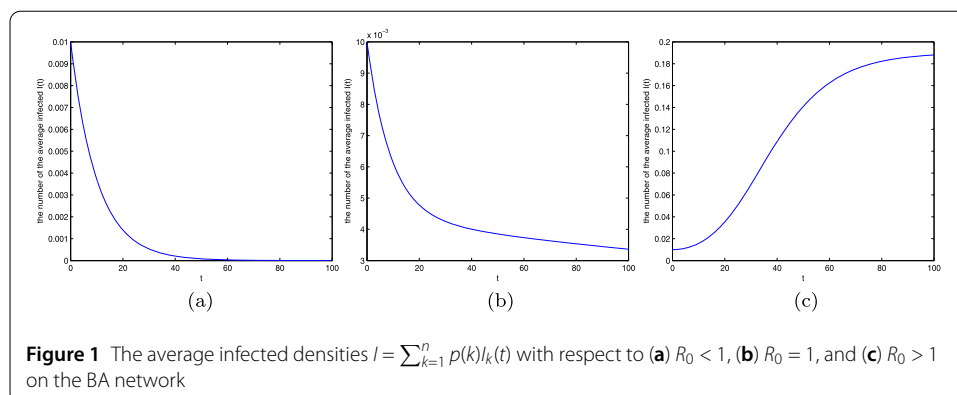 0.01
0.009
0.008
0.007
0.006
0.005
0.004
0.003
0.002
0.001
0
0 20 40 60 80 100
t
the number of the average infected I(t)
(a)
x 10⁻³
10
9
8
7
6
5
4
3
0 20 40 60 80 100
t
the number of the average infected I(t)
(b)
0.2
0.18
0.16
0.14
0.12
0.1
0.08
0.06
0.04
0.02
0
0 20 40 60 80 100
t
the number of the average infected I(t)
(c)
Figure 1 The average infected densities I = ∑ⁿₖ₌₁ p(k)Iₖ(t) with respect to (a) R₀ < 1, (b) R₀ = 1, and (c) R₀ > 1
on the BA network